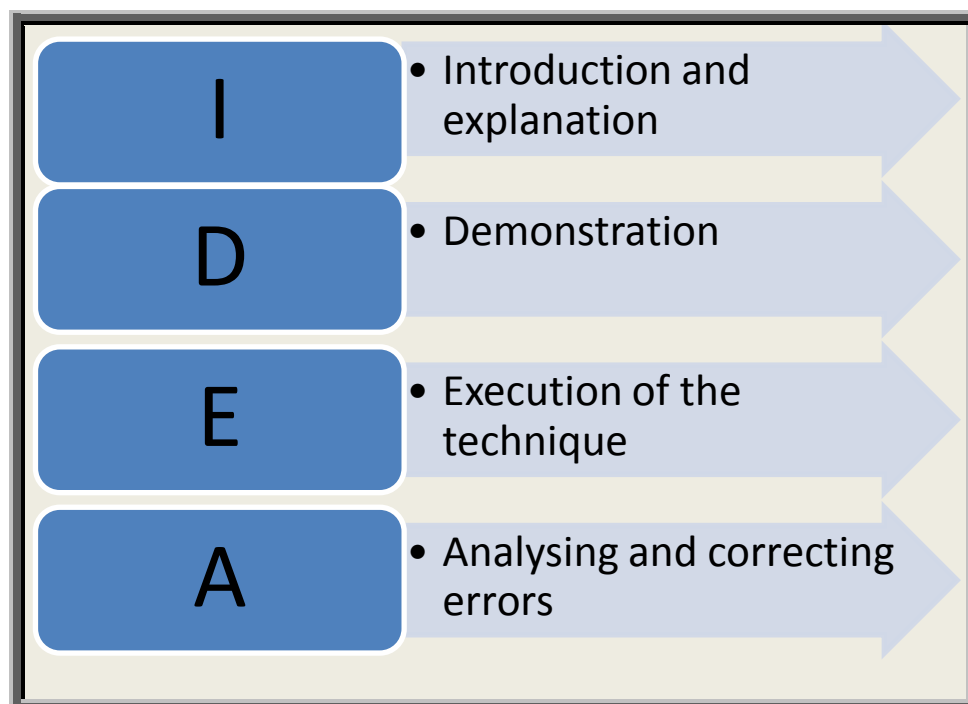 I
• Introduction and
explanation
D
• Demonstration
E
• Execution of the
technique
A
• Analysing and correcting
errors